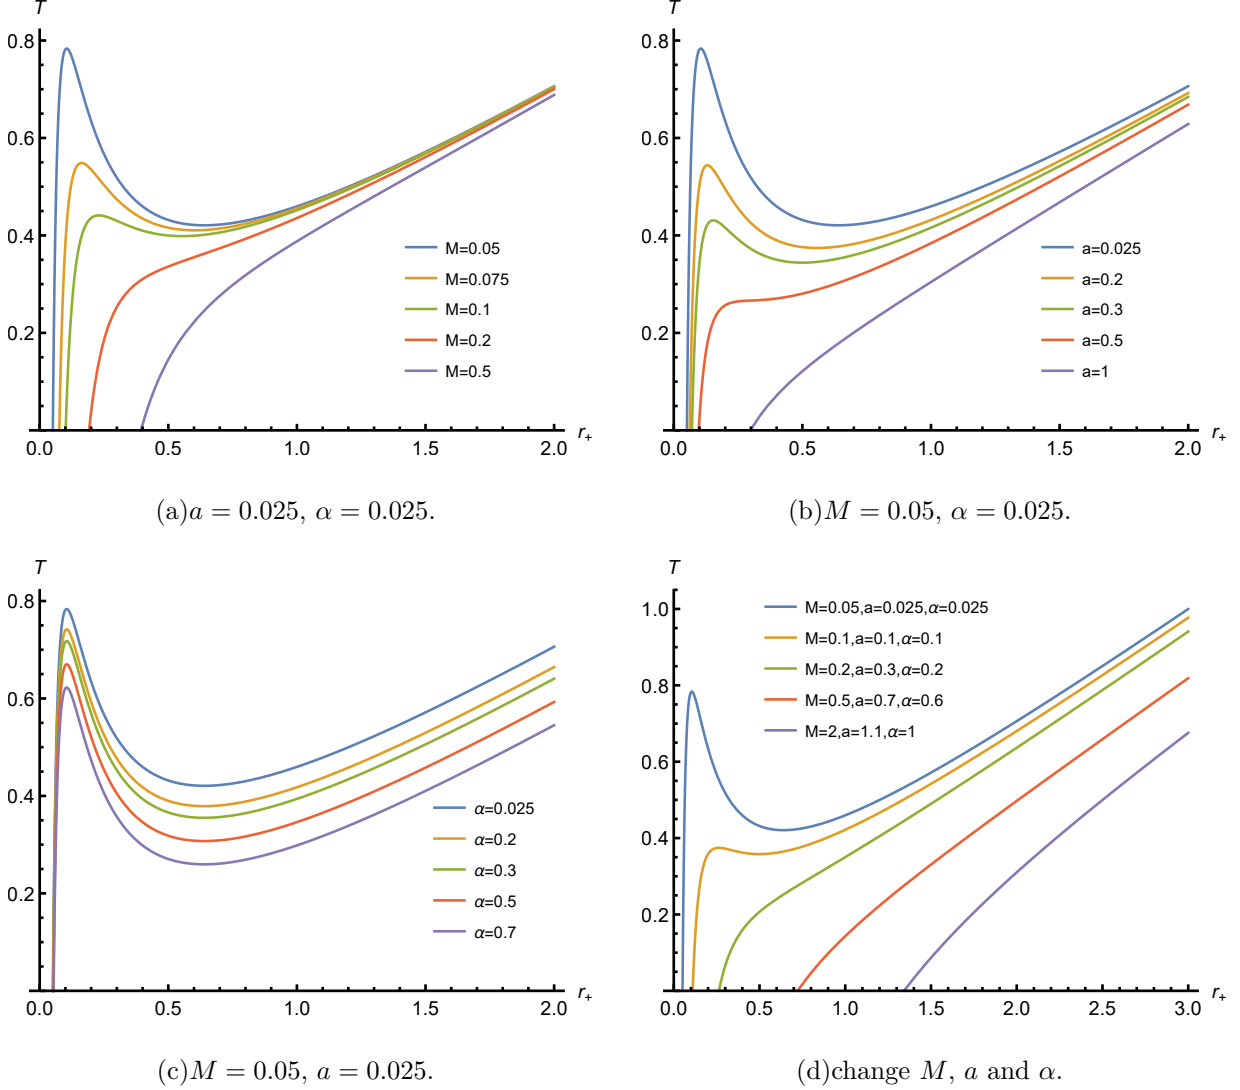 T
0.8
0.6
0.4
0.2
M=0.05
M=0.075
M=0.1
M=0.2
M=0.5
0.0 0.5 1.0 1.5 2.0 r+
(a)a = 0.025, α = 0.025.
T
0.8
0.6
0.4
0.2
a=0.025
a=0.2
a=0.3
a=0.5
a=1
0.0 0.5 1.0 1.5 2.0 r+
(b)M = 0.05, α = 0.025.
T
0.8
0.6
0.4
0.2
α=0.025
α=0.2
α=0.3
α=0.5
α=0.7
0.0 0.5 1.0 1.5 2.0 r+
(c)M = 0.05, a = 0.025.
T
1.0
0.8
0.6
0.4
0.2
M=0.05,a=0.025,α=0.025
M=0.1,a=0.1,α=0.1
M=0.2,a=0.3,α=0.2
M=0.5,a=0.7,α=0.6
M=2,a=1.1,α=1
0.0 0.5 1.0 1.5 2.0 2.5 3.0 r+
(d)change M, a and α.